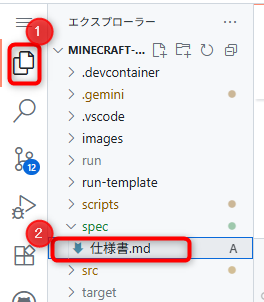 1
エクスプローラー
MINECRAFT-...
.devcontainer
.gemini
.vscode
images
run
run-template
scripts
12
spec
2
仕様書.md A
src
target